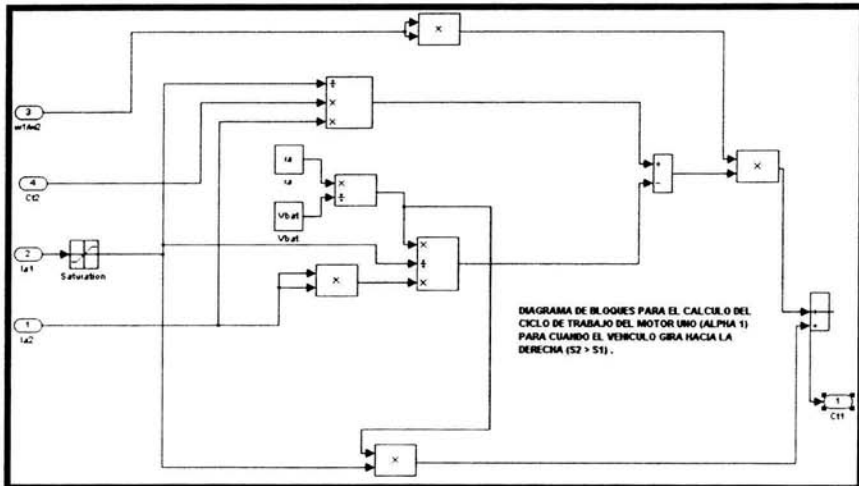 3
4
Ct2
2
Ia1
Saturation
1
Ia2
ra
Vbat
Vbat
DIAGRAMA DE BLOQUES PARA EL CALCULO DEL
CICLO DE TRABAJO DEL MOTOR UNO (ALPHA 1)
PARA CUANDO EL VEHICULO GIRA HACIA LA
DERECHA (S2 > S1) .
1
Ct1